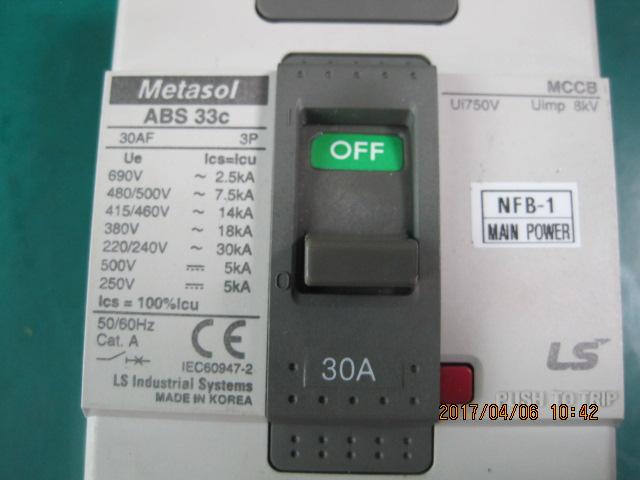 Metasol
ABS 33c
30AF 3P
Ue Ics=Icu
690V ~ 2.5kA
480/500V ~ 7.5kA
415/460V ~ 14kA
380V ~ 18kA
220/240V ~ 30kA
500V ⎓ 5kA
250V ⎓ 5kA
Ics = 100%Icu
50/60Hz
Cat. A
CE
IEC60947-2
LS Industrial Systems
MADE IN KOREA
I
OFF
O
30A
MCCB
Ui750V Uimp 8kV
NFB-1
MAIN POWER
LS
PUSH TO TRIP
2017/04/06 10:42